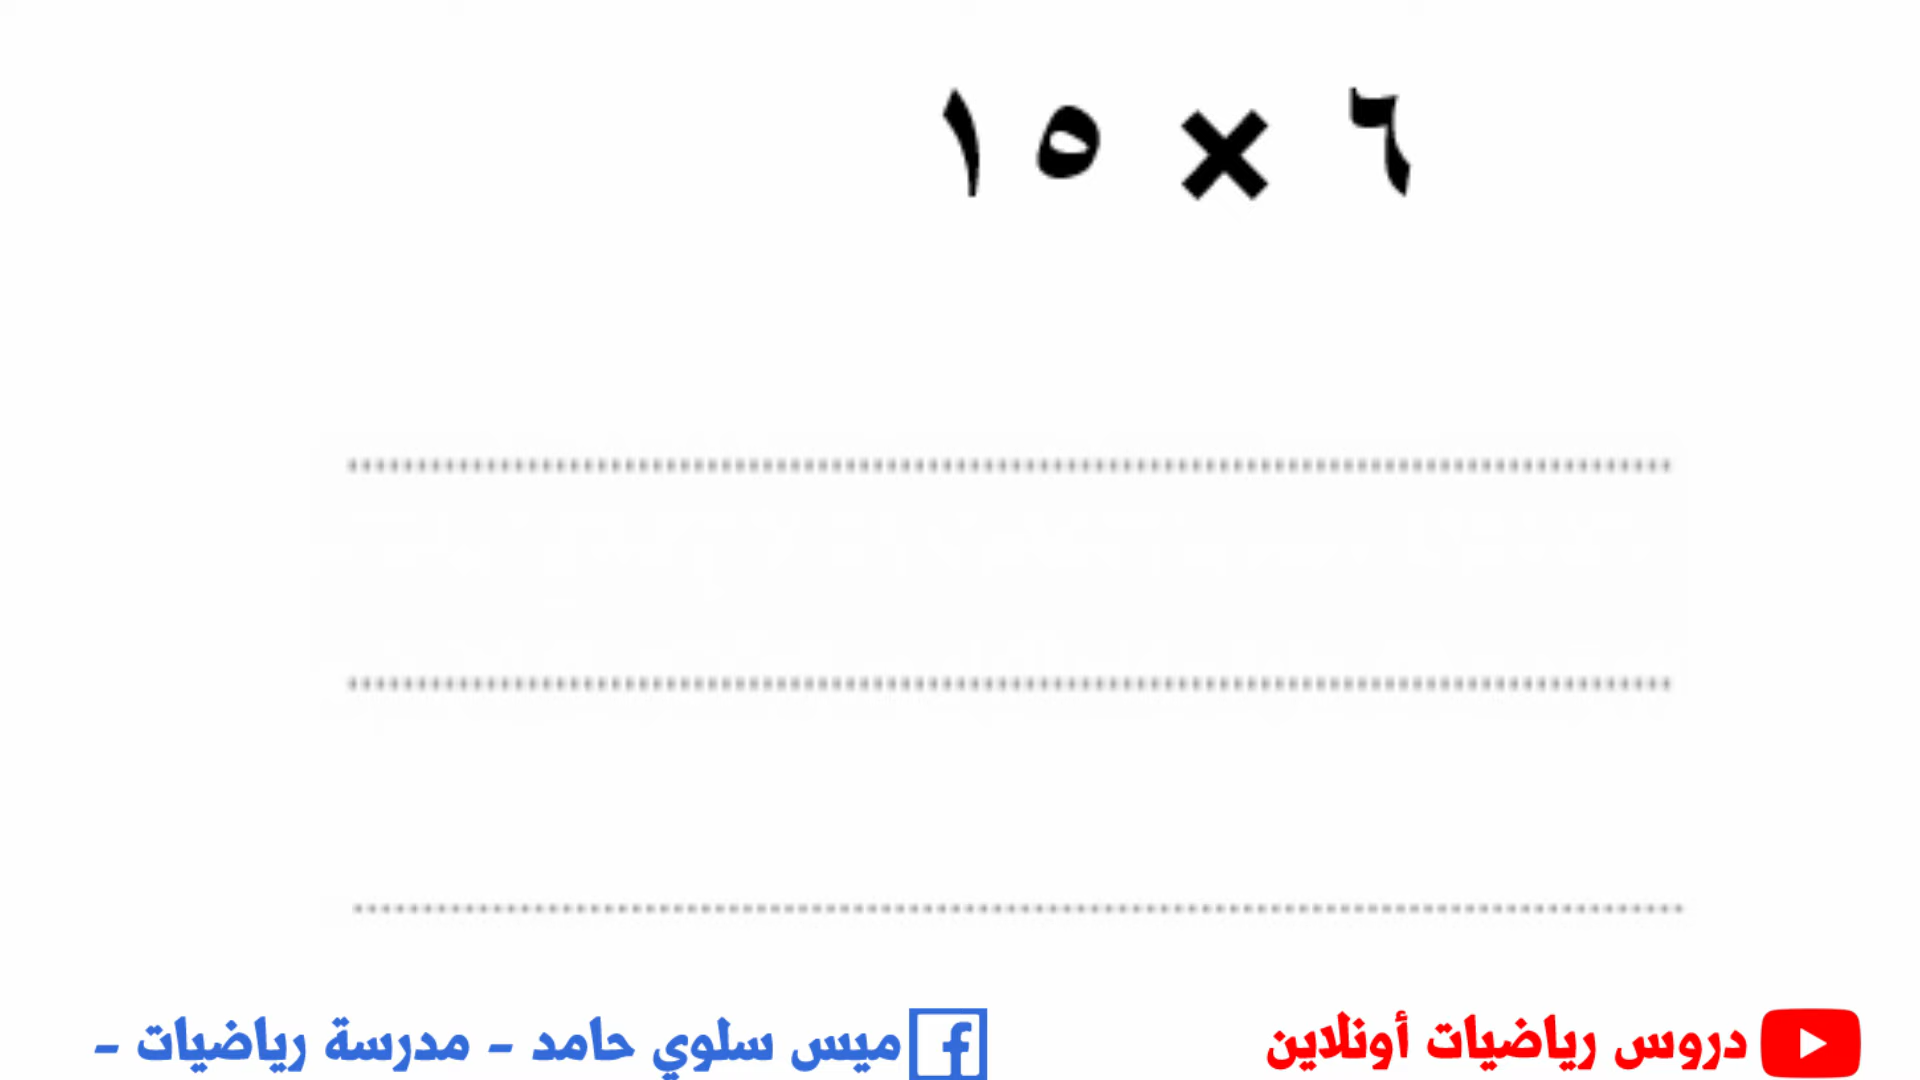 ٦ × ١٥
دروس رياضيات أونلاين
ميس سلوي حامد - مدرسة رياضيات -